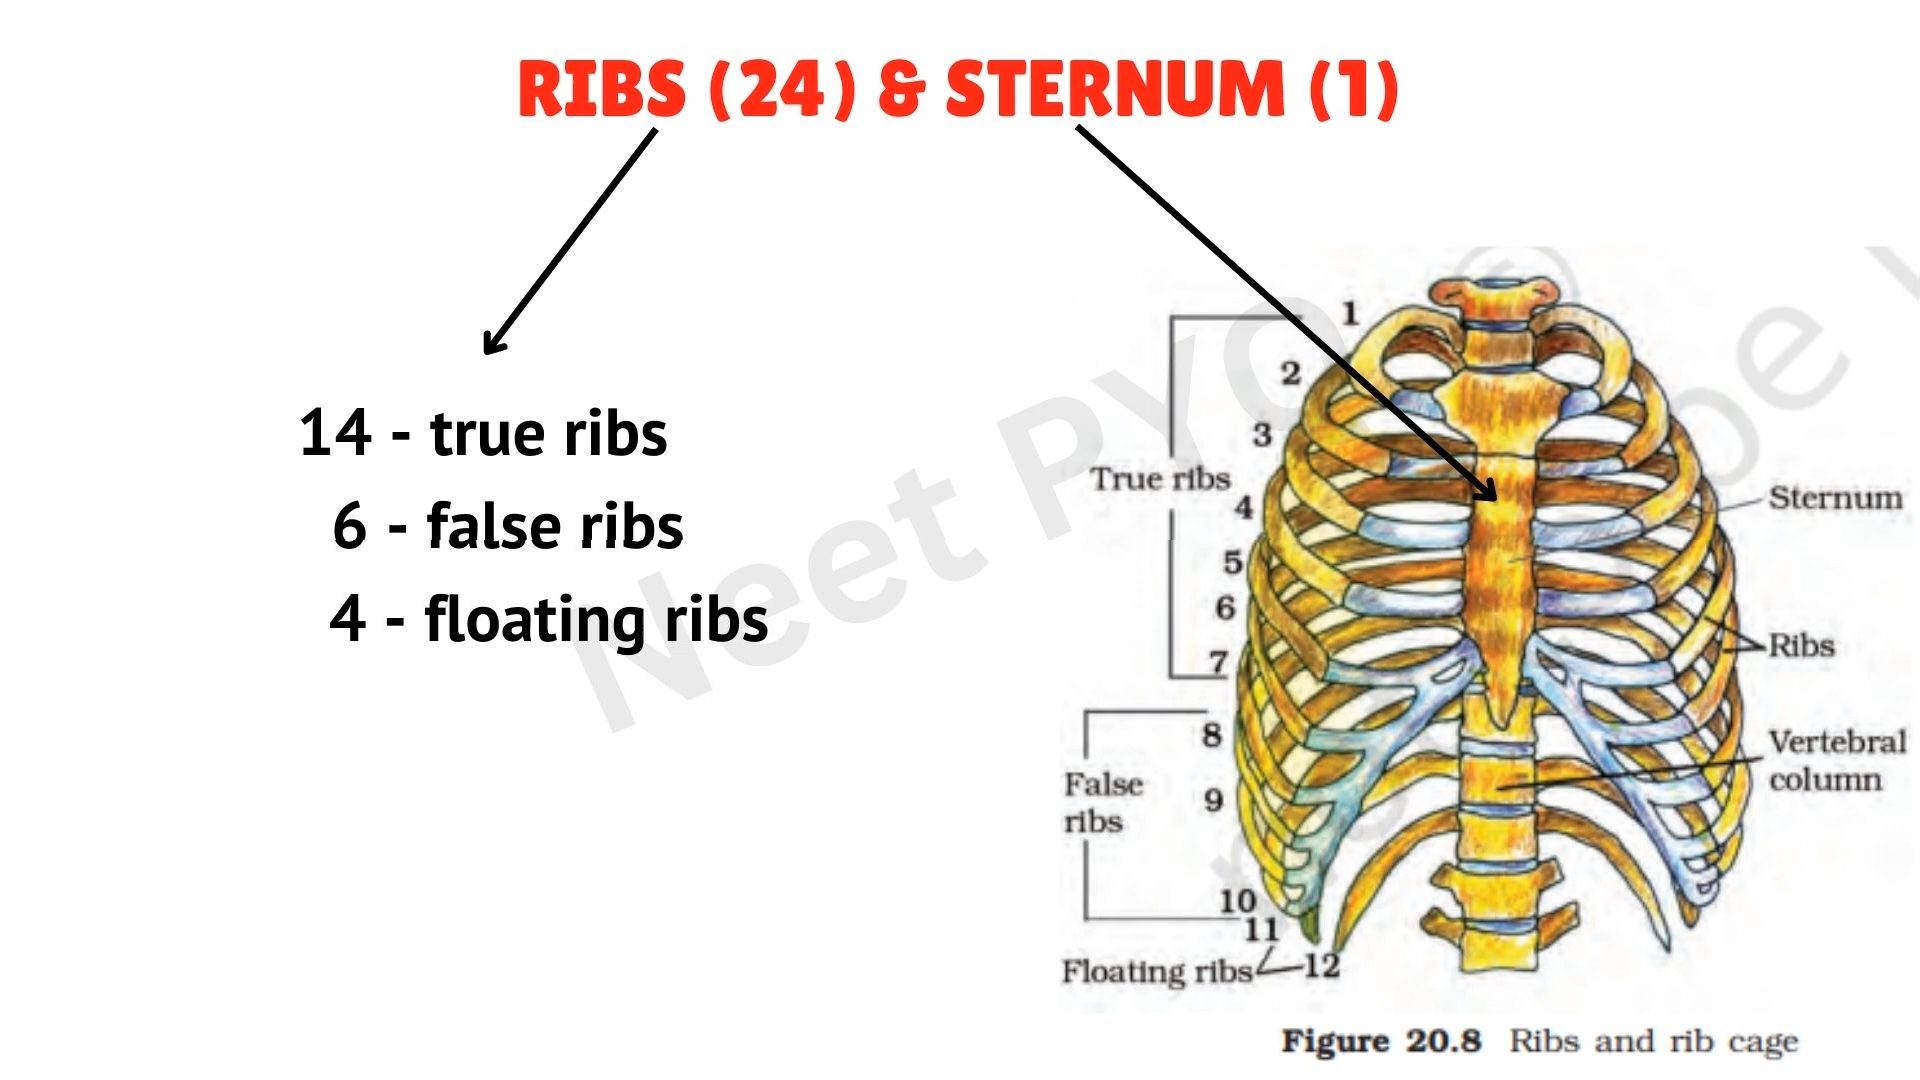 RIBS (24) & STERNUM (1)
14 - true ribs
6 - false ribs
4 - floating ribs
Neet PYQ
1
2
3
True ribs
4
5
6
7
8
False
ribs
9
10
11
Floating ribs
12
Sternum
Ribs
Vertebral
column
Figure 20.8 Ribs and rib cage